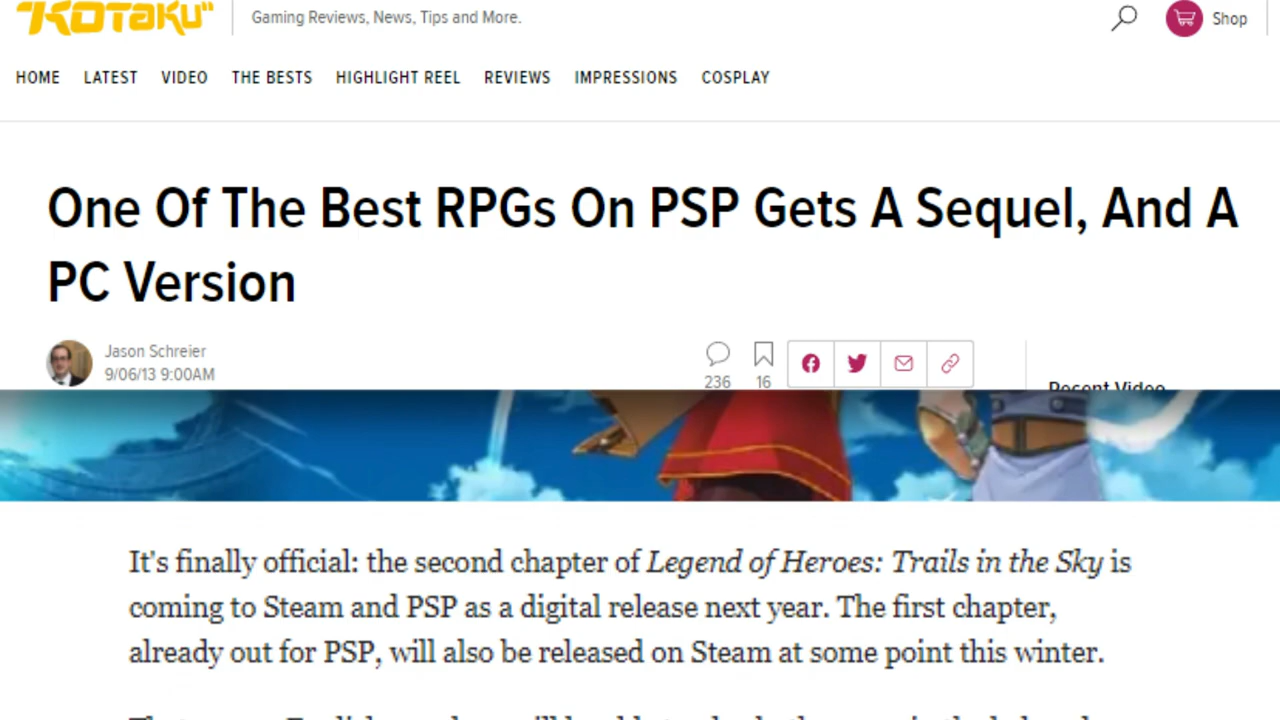 KOTAKU
Gaming Reviews, News, Tips and More.
Shop
HOME LATEST VIDEO THE BESTS HIGHLIGHT REEL REVIEWS IMPRESSIONS COSPLAY
One Of The Best RPGs On PSP Gets A Sequel, And A
PC Version
Jason Schreier
9/06/13 9:00AM
236 16
Recent Video
It's finally official: the second chapter of Legend of Heroes: Trails in the Sky is
coming to Steam and PSP as a digital release next year. The first chapter,
already out for PSP, will also be released on Steam at some point this winter.